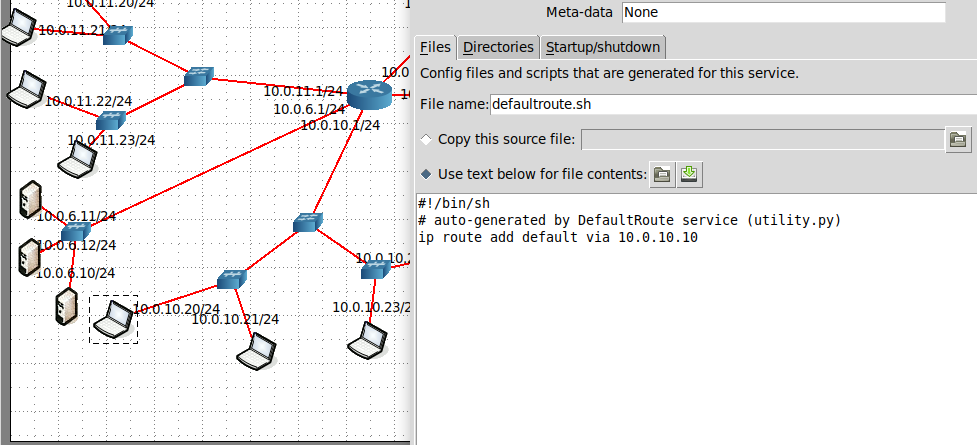 10.0.11.20/24
10.0.11.21
10.0.11.22/24
10.0.11.23/24
10.0.11.1/24
10.0.6.1/24
10.0.10.1/24
10.0.6.11/24
10.0.6.12/24
10.0.6.10/24
10.0.10.20/24
10.0.10.21/24
10.0.10.23/2
Meta-data None
Files Directories Startup/shutdown
Config files and scripts that are generated for this service.
File name: defaultroute.sh
Copy this source file:
Use text below for file contents:
#!/bin/sh
# auto-generated by DefaultRoute service (utility.py)
ip route add default via 10.0.10.10